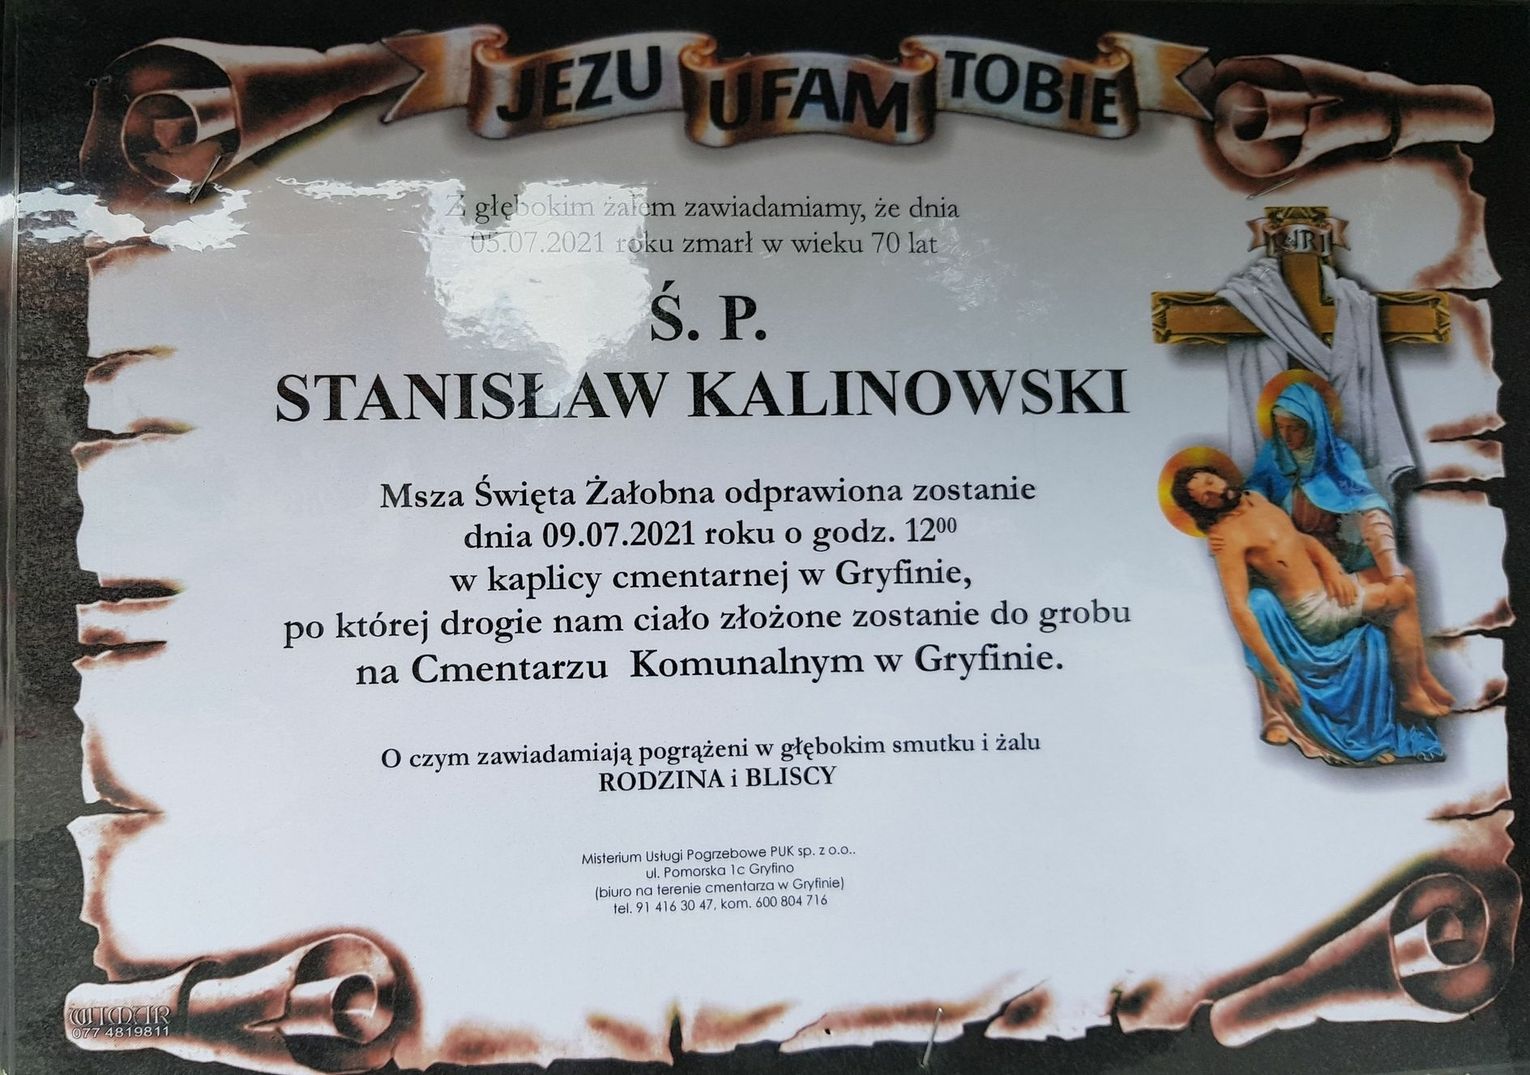 JEZU UFAM TOBIE
Z głębokim żalem zawiadamiamy, że dnia
05.07.2021 roku zmarł w wieku 70 lat
Ś. P.
STANISŁAW KALINOWSKI
INRI
Msza Święta Żałobna odprawiona zostanie
dnia 09.07.2021 roku o godz. 12⁰⁰
w kaplicy cmentarnej w Gryfinie,
po której drogie nam ciało złożone zostanie do grobu
na Cmentarzu Komunalnym w Gryfinie.
O czym zawiadamiają pogrążeni w głębokim smutku i żalu
RODZINA i BLISCY
Misterium Usługi Pogrzebowe PUK sp. z o.o..
ul. Pomorska 1c Gryfino
(biuro na terenie cmentarza w Gryfinie)
tel. 91 416 30 47, kom. 600 804 716
WIMAR
077 4819811